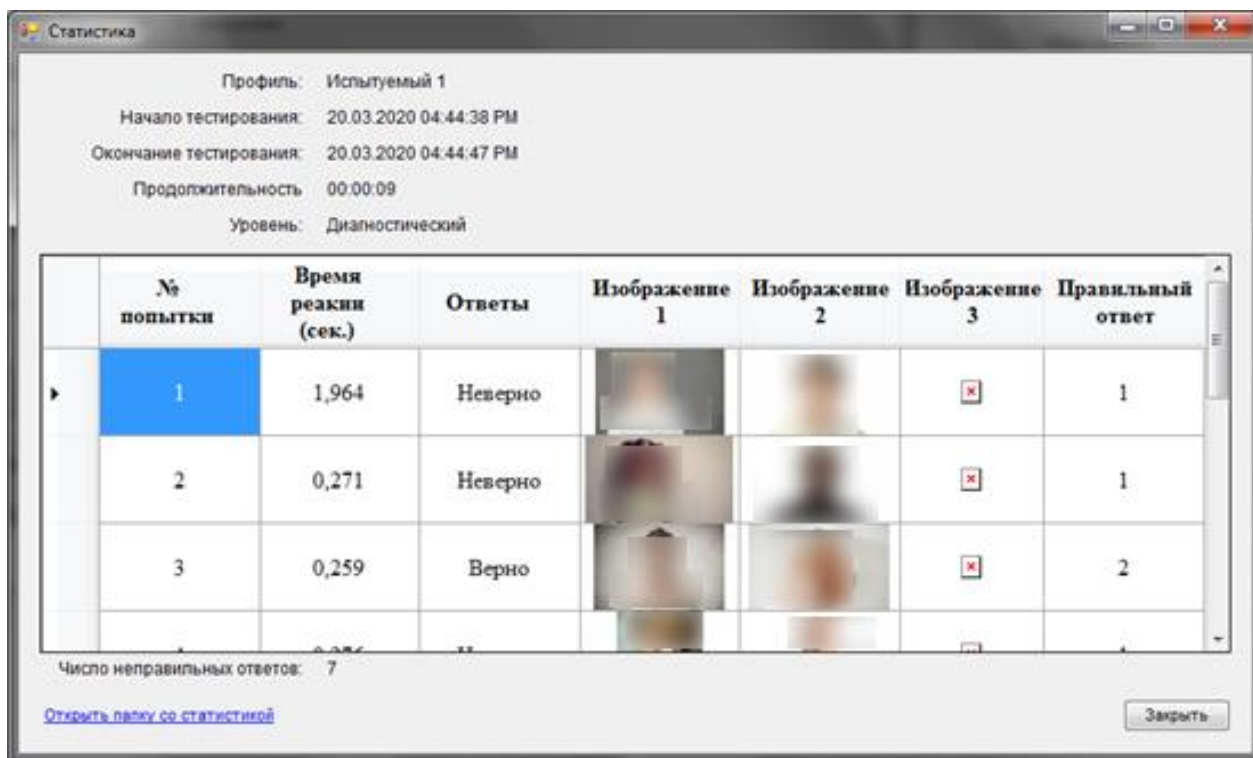 Статистика
Профиль: Испытуемый 1
Начало тестирования: 20.03.2020 04:44:38 PM
Окончание тестирования: 20.03.2020 04:44:47 PM
Продолжительность 00:00:09
Уровень: Диагностический
№ попытки Время реакии (сек.) Ответы Изображение 1 Изображение 2 Изображение 3 Правильный ответ
1 1,964 Неверно 1
2 0,271 Неверно 1
3 0,259 Верно 2
Число неправильных ответов: 7
Открыть папку со статистикой
Закрыть